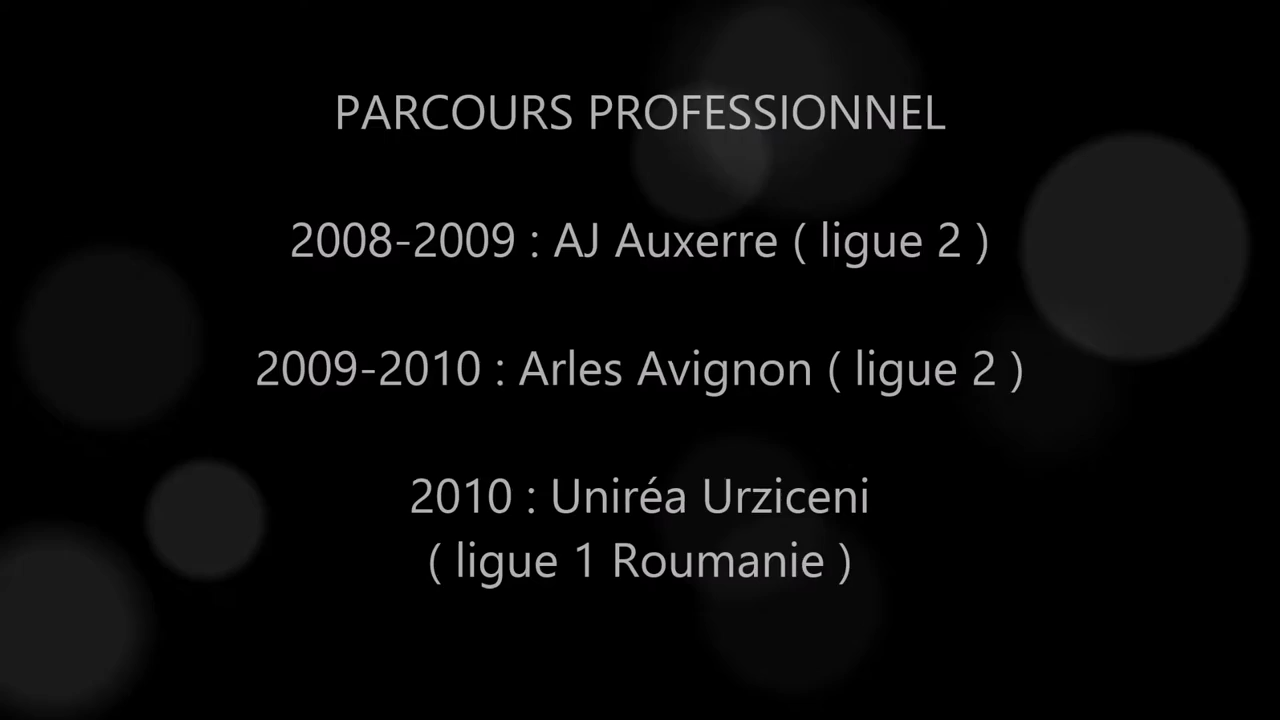 PARCOURS PROFESSIONNEL
2008-2009 : AJ Auxerre ( ligue 2 )
2009-2010 : Arles Avignon ( ligue 2 )
2010 : Uniréa Urziceni
( ligue 1 Roumanie )